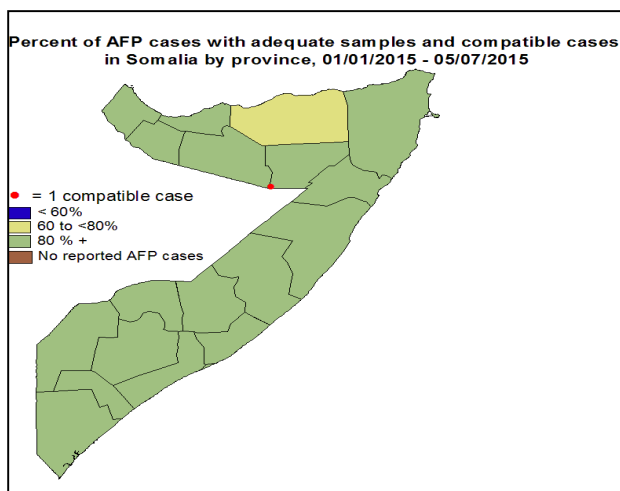 Percent of AFP cases with adequate samples and compatible cases
in Somalia by province, 01/01/2015 - 05/07/2015
= 1 compatible case
< 60%
60 to <80%
80 % +
No reported AFP cases